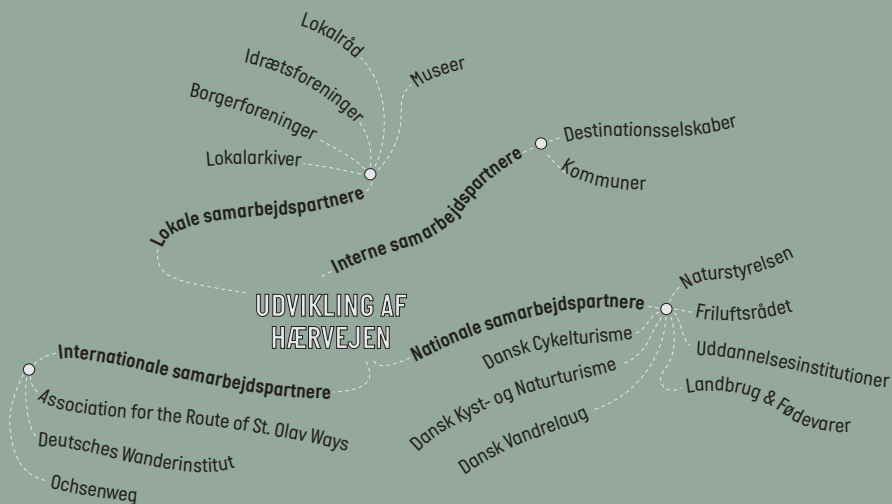 Lokalråd
Idrætsforeninger
Museer
Borgerforeninger
Lokalarkiver
Lokale samarbejdspartnere
Destinationsselskaber
Kommuner
Interne samarbejdspartnere
UDVIKLING AF
HÆRVEJEN
Nationale samarbejdspartnere
Naturstyrelsen
Friluftsrådet
Uddannelsesinstitutioner
Landbrug & Fødevarer
Dansk Cykelturisme
Dansk Kyst- og Naturturisme
Dansk Vandrelaug
Internationale samarbejdspartnere
Association for the Route of St. Olav Ways
Deutsches Wanderinstitut
Ochsenweg